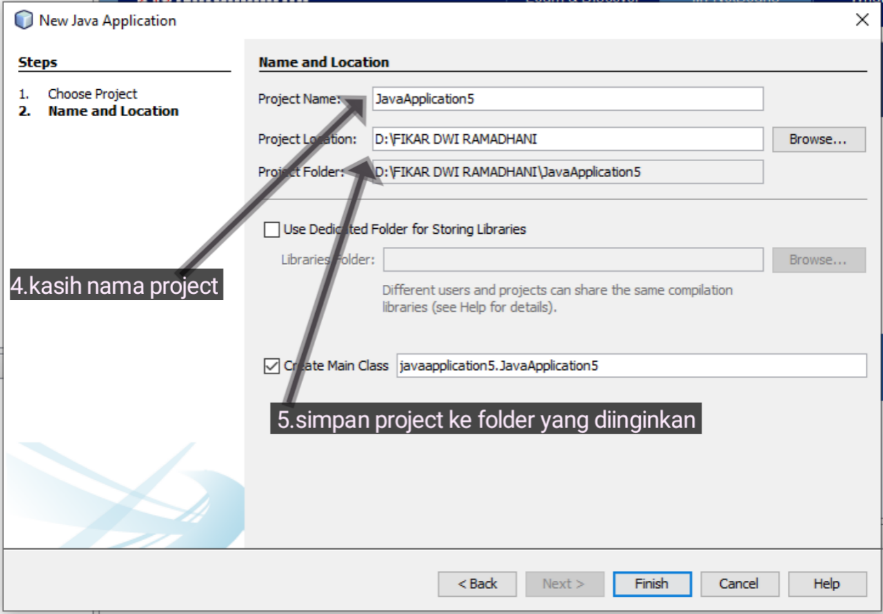 New Java Application
Steps
1. Choose Project
2. Name and Location
Name and Location
Project Name: JavaApplication5
Project Location: D:\FIKAR DWI RAMADHANI Browse...
Project Folder: D:\FIKAR DWI RAMADHANI\JavaApplication5
Use Dedicated Folder for Storing Libraries
Libraries Folder: Browse...
Different users and projects can share the same compilation
libraries (see Help for details).
4.kasih nama project
Create Main Class javaapplication5.JavaApplication5
5.simpan project ke folder yang diinginkan
< Back Next > Finish Cancel Help